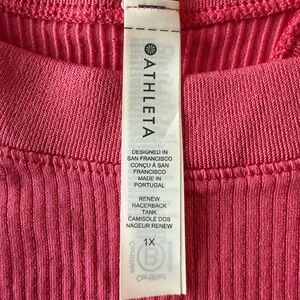 ATHLETA
DESIGNED IN
SAN FRANCISCO
CONÇU À SAN
FRANCISCO
MADE IN
PORTUGAL
RENEW
RACERBACK
TANK
CAMISOLE DOS
NAGEUR RENEW
1X